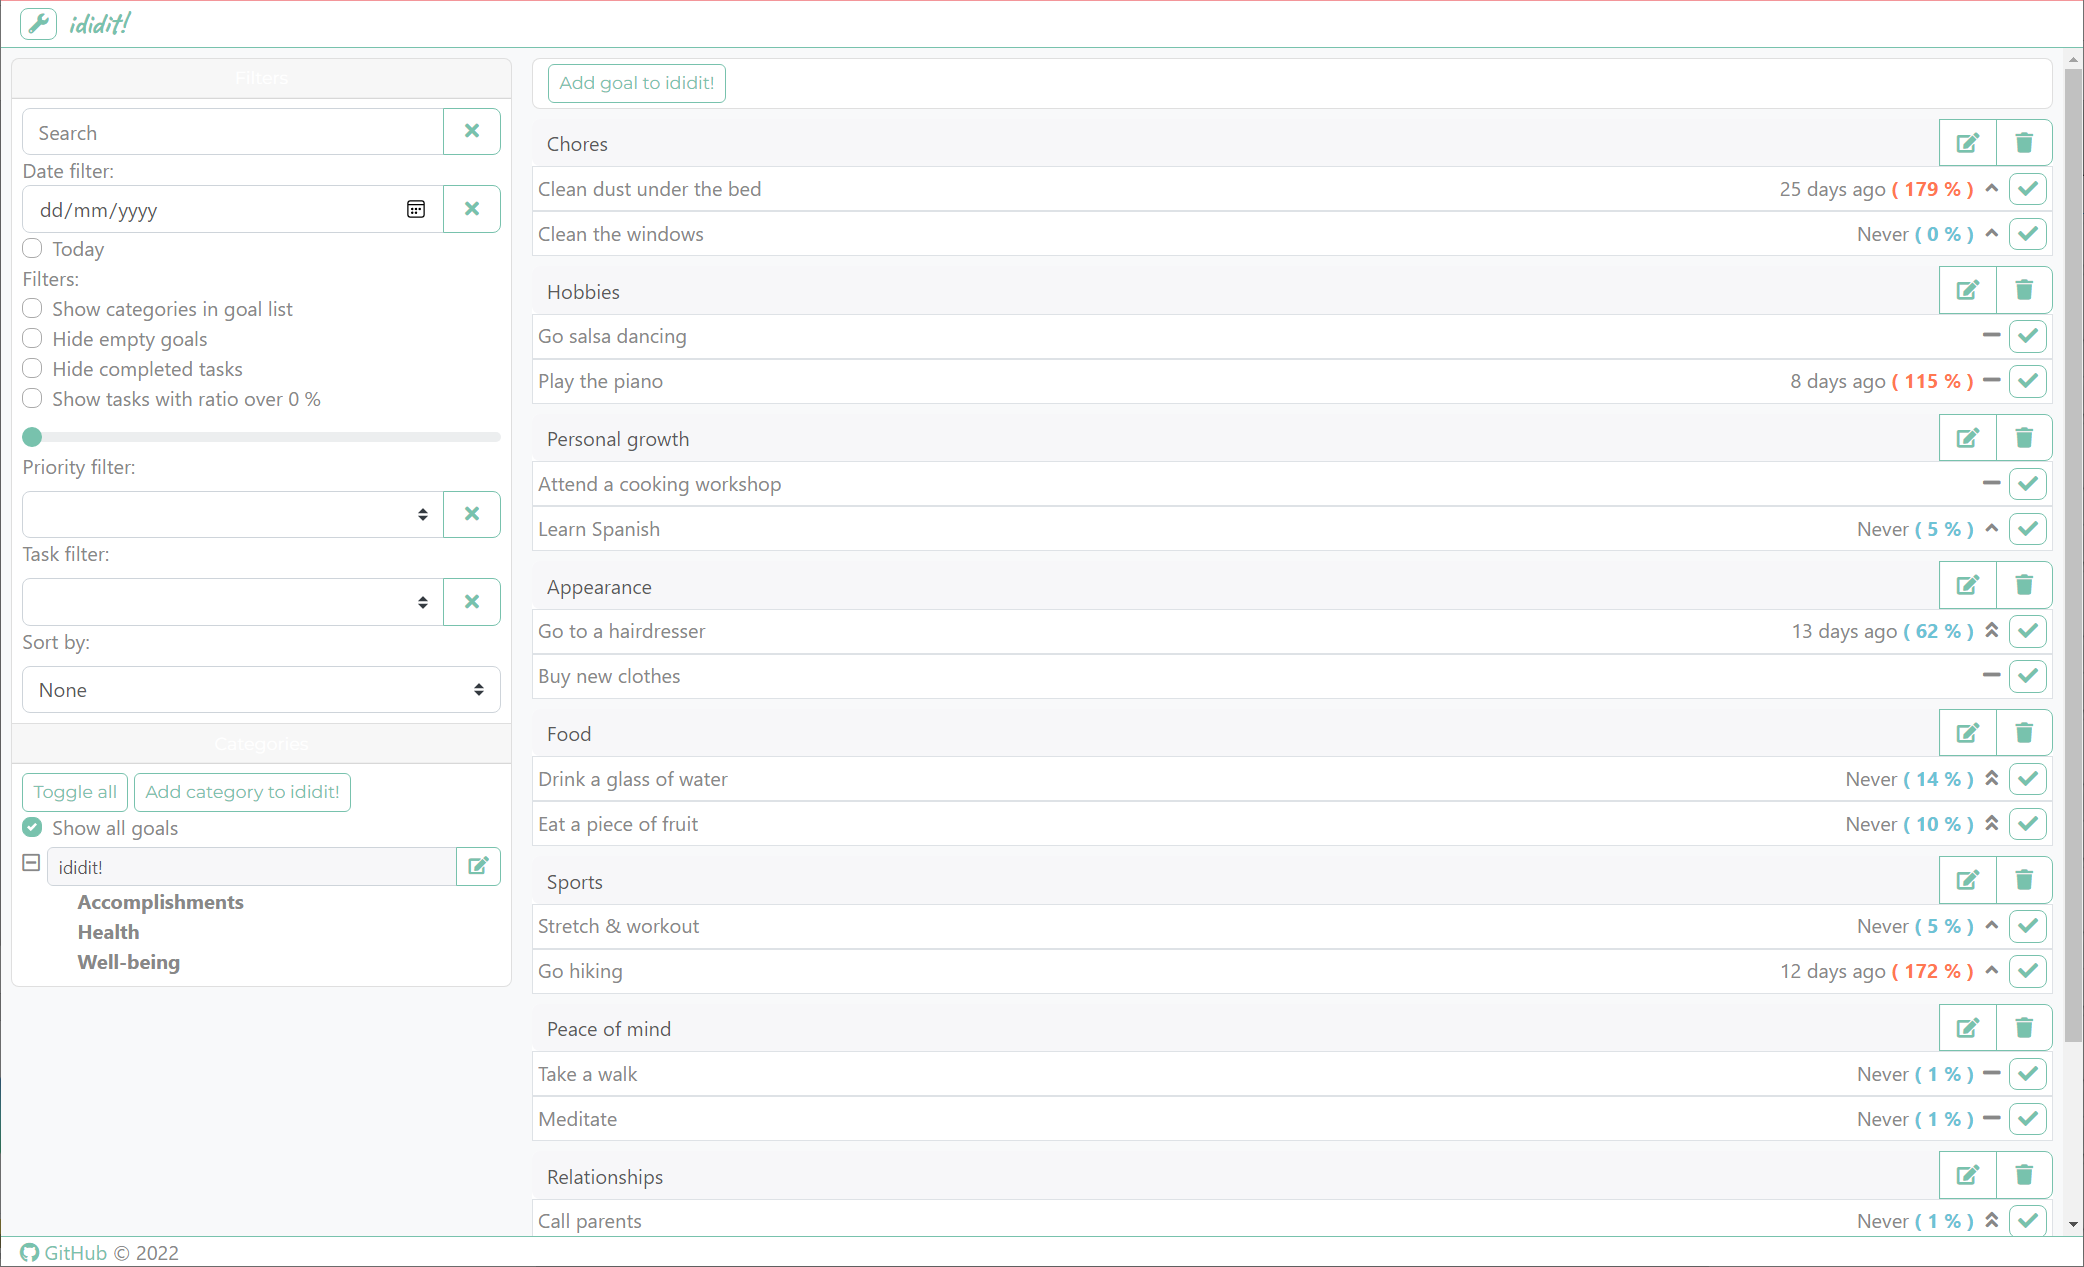 ididit!
Filters
Search
Date filter:
dd/mm/yyyy
Today
Filters:
Show categories in goal list
Hide empty goals
Hide completed tasks
Show tasks with ratio over 0 %
Priority filter:
Task filter:
Sort by:
None
Categories
Toggle all
Add category to ididit!
Show all goals
ididit!
Accomplishments
Health
Well-being
Add goal to ididit!
Chores
Clean dust under the bed 25 days ago ( 179 % )
Clean the windows Never ( 0 % )
Hobbies
Go salsa dancing
Play the piano 8 days ago ( 115 % )
Personal growth
Attend a cooking workshop
Learn Spanish Never ( 5 % )
Appearance
Go to a hairdresser 13 days ago ( 62 % )
Buy new clothes
Food
Drink a glass of water Never ( 14 % )
Eat a piece of fruit Never ( 10 % )
Sports
Stretch & workout Never ( 5 % )
Go hiking 12 days ago ( 172 % )
Peace of mind
Take a walk Never ( 1 % )
Meditate Never ( 1 % )
Relationships
Call parents Never ( 1 % )
GitHub © 2022